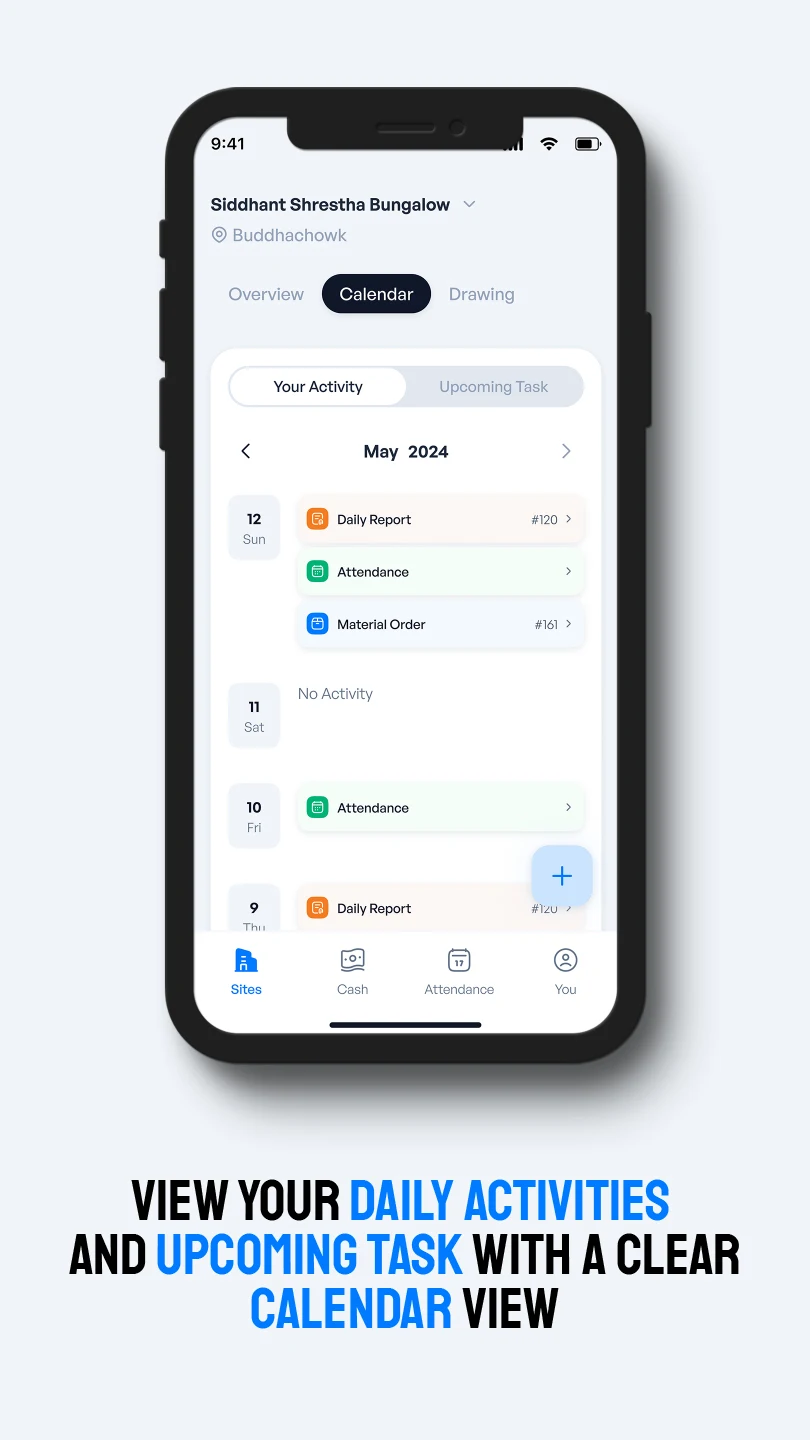 9:41
Siddhant Shrestha Bungalow
Buddhachowk
Overview Calendar Drawing
Your Activity Upcoming Task
May 2024
12 Daily Report #120
Sun
Attendance
Material Order #161
11 No Activity
Sat
10 Attendance
Fri
9 Daily Report #120
Thu
17
Sites Cash Attendance You
VIEW YOUR DAILY ACTIVITIES
AND UPCOMING TASK WITH A CLEAR
CALENDAR VIEW